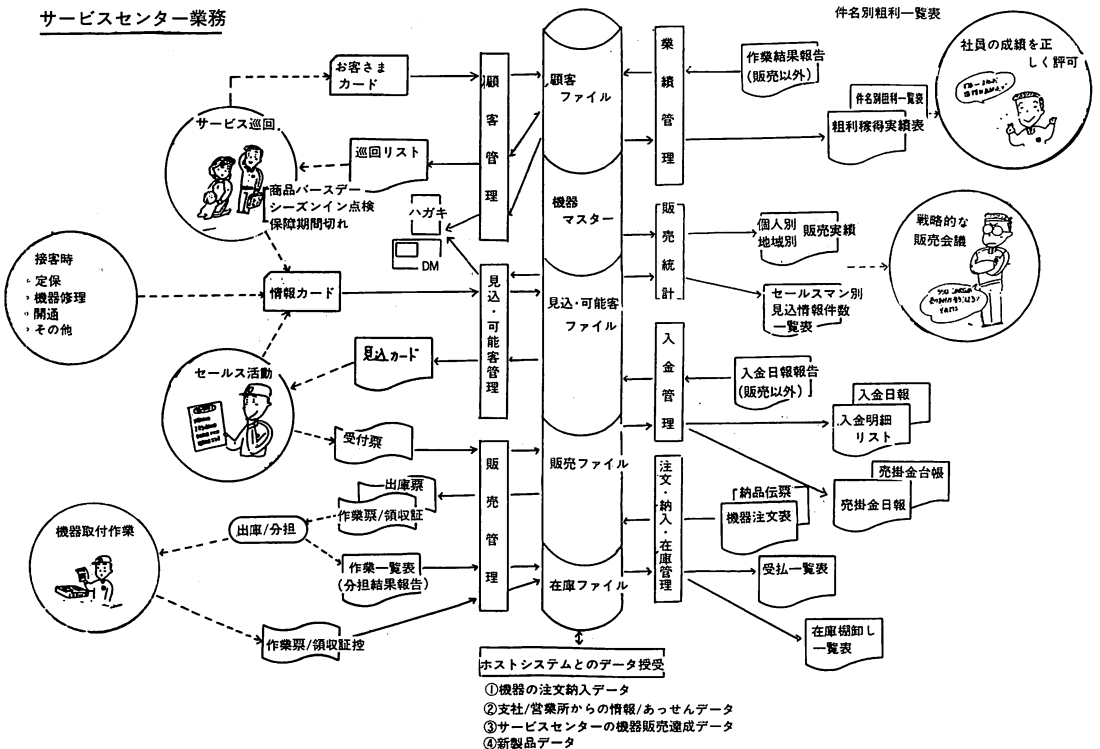 サービスセンター業務
件名別粗利一覧表
社員の成績を正
しく評可
お客さま
カード
顧客管理
顧客
ファイル
業績管理
作業結果報告
(販売以外)
件名別粗利一覧表
粗利稼得実績表
サービス巡回
巡回リスト
商品バースデー
シーズンイン点検
保障期間切れ
ハガキ
DM
機器
マスター
販売統計
個人別
地域別
販売実績
戦略的な
販売会議
接客時
・定保
・機器修理
・開通
・その他
情報カード
見込・可能客管理
見込・可能客
ファイル
セールスマン別
見込情報件数
一覧表
セールス活動
見込カード
入金管理
入金日報報告
(販売以外)
入金日報
入金明細
リスト
受付票
販売管理
販売ファイル
注文・納入・在庫管理
売掛金台帳
売掛金日報
出庫票
作業票/領収証
納品伝票
機器注文表
機器取付作業
出庫/分担
作業一覧表
(分担結果報告)
在庫ファイル
受払一覧表
作業票/領収証控
在庫棚卸し
一覧表
ホストシステムとのデータ授受
①機器の注文納入データ
②支社/営業所からの情報/あっせんデータ
③サービスセンターの機器販売達成データ
④新製品データ